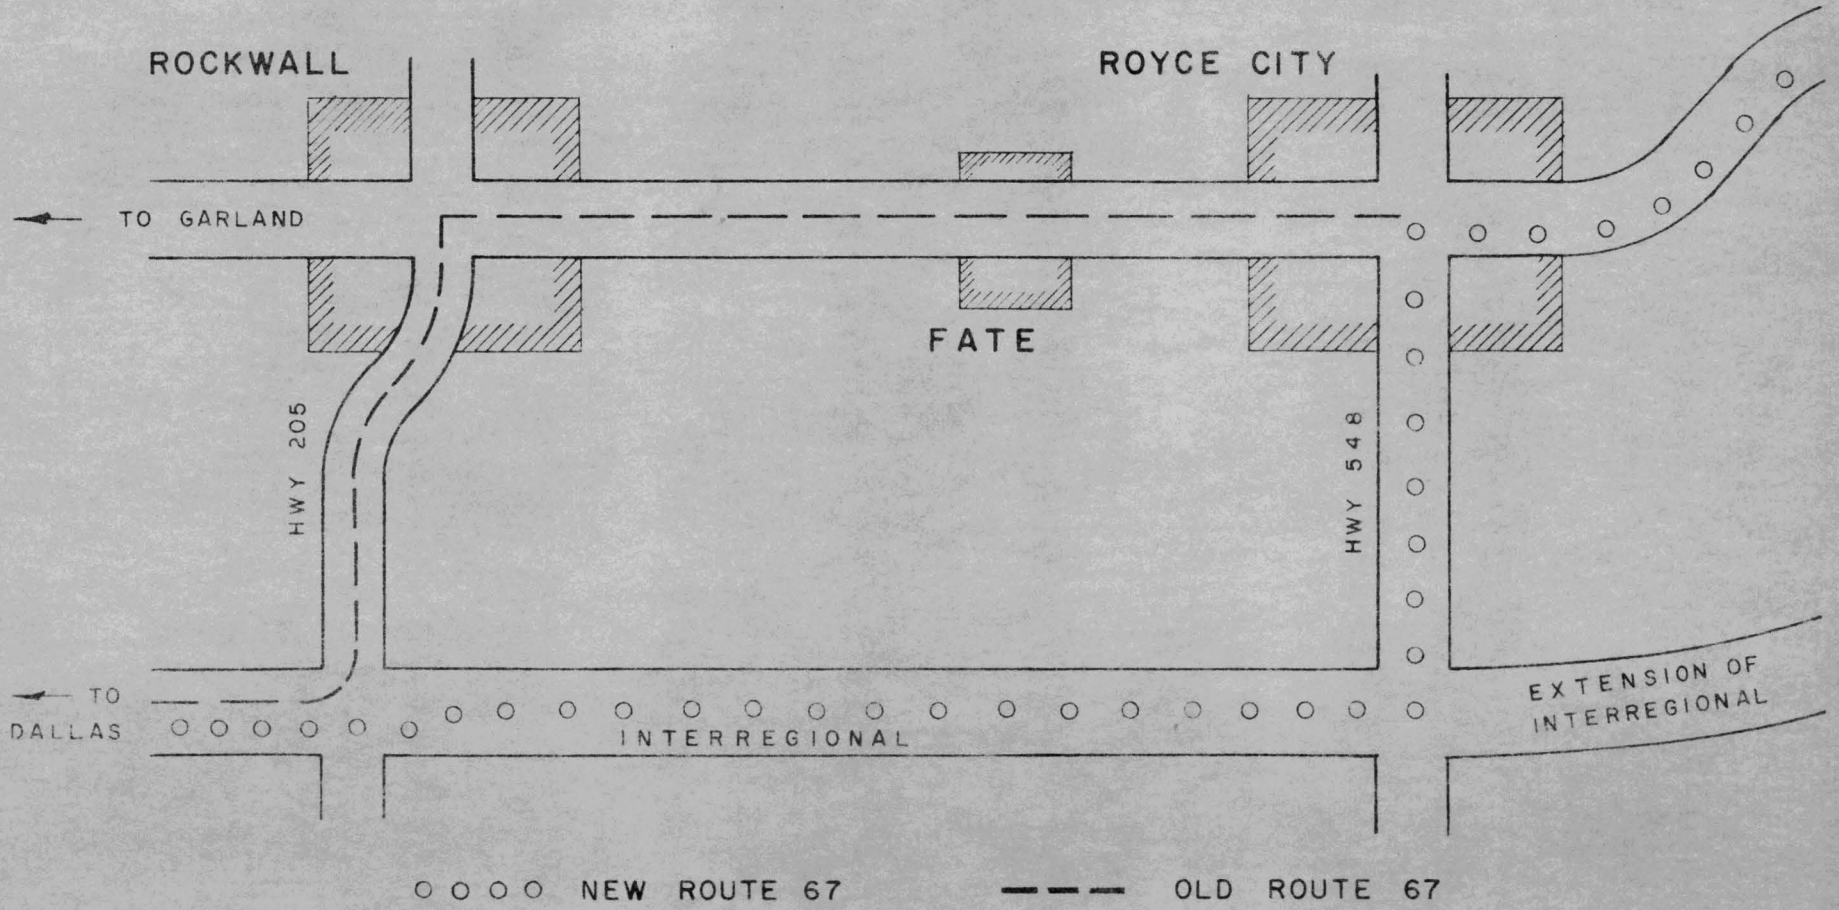 ROCKWALL
ROYCE CITY
TO GARLAND
FATE
HWY 205
HWY 548
TO
DALLAS
INTERREGIONAL
EXTENSION OF
INTERREGIONAL
NEW ROUTE 67
OLD ROUTE 67